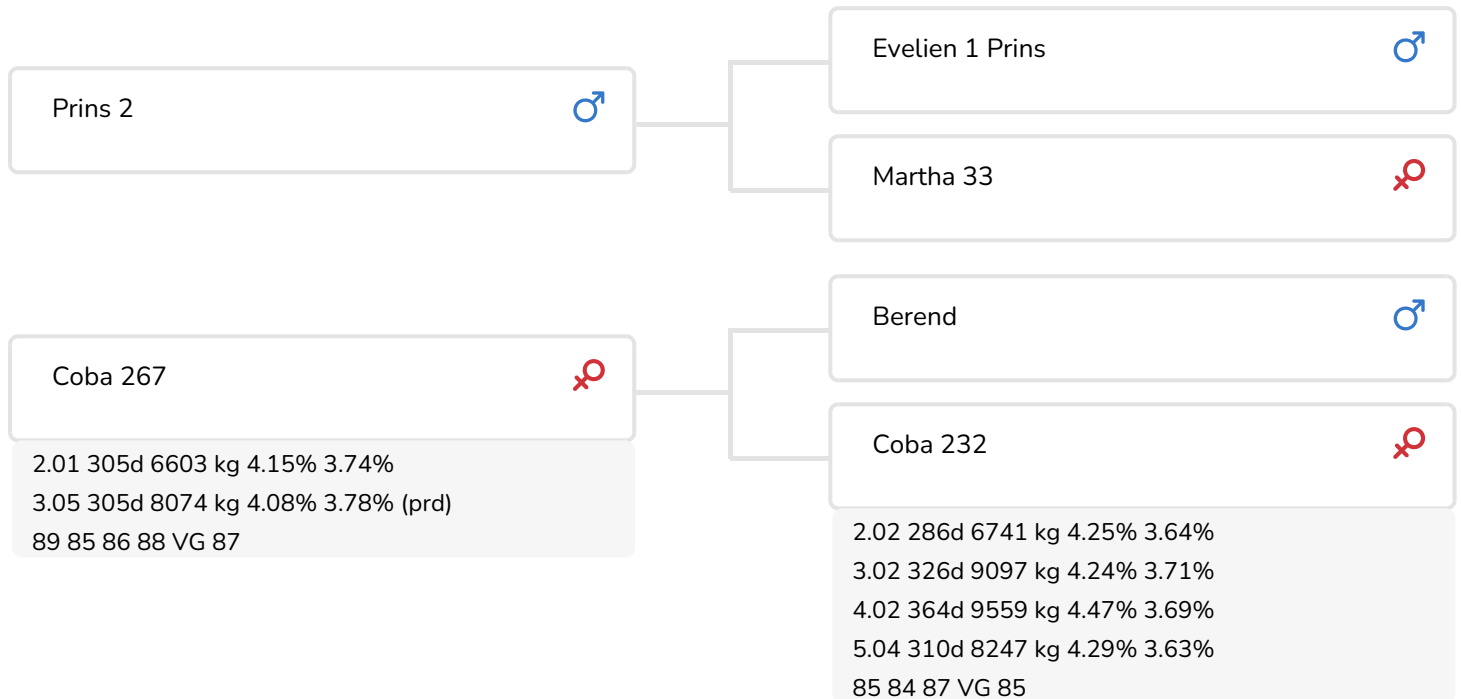 Prins 2
Evelien 1 Prins
Martha 33
Coba 267
2.01 305d 6603 kg 4.15% 3.74%
3.05 305d 8074 kg 4.08% 3.78% (prd)
89 85 86 88 VG 87
Berend
Coba 232
2.02 286d 6741 kg 4.25% 3.64%
3.02 326d 9097 kg 4.24% 3.71%
4.02 364d 9559 kg 4.47% 3.69%
5.04 310d 8247 kg 4.29% 3.63%
85 84 87 VG 85